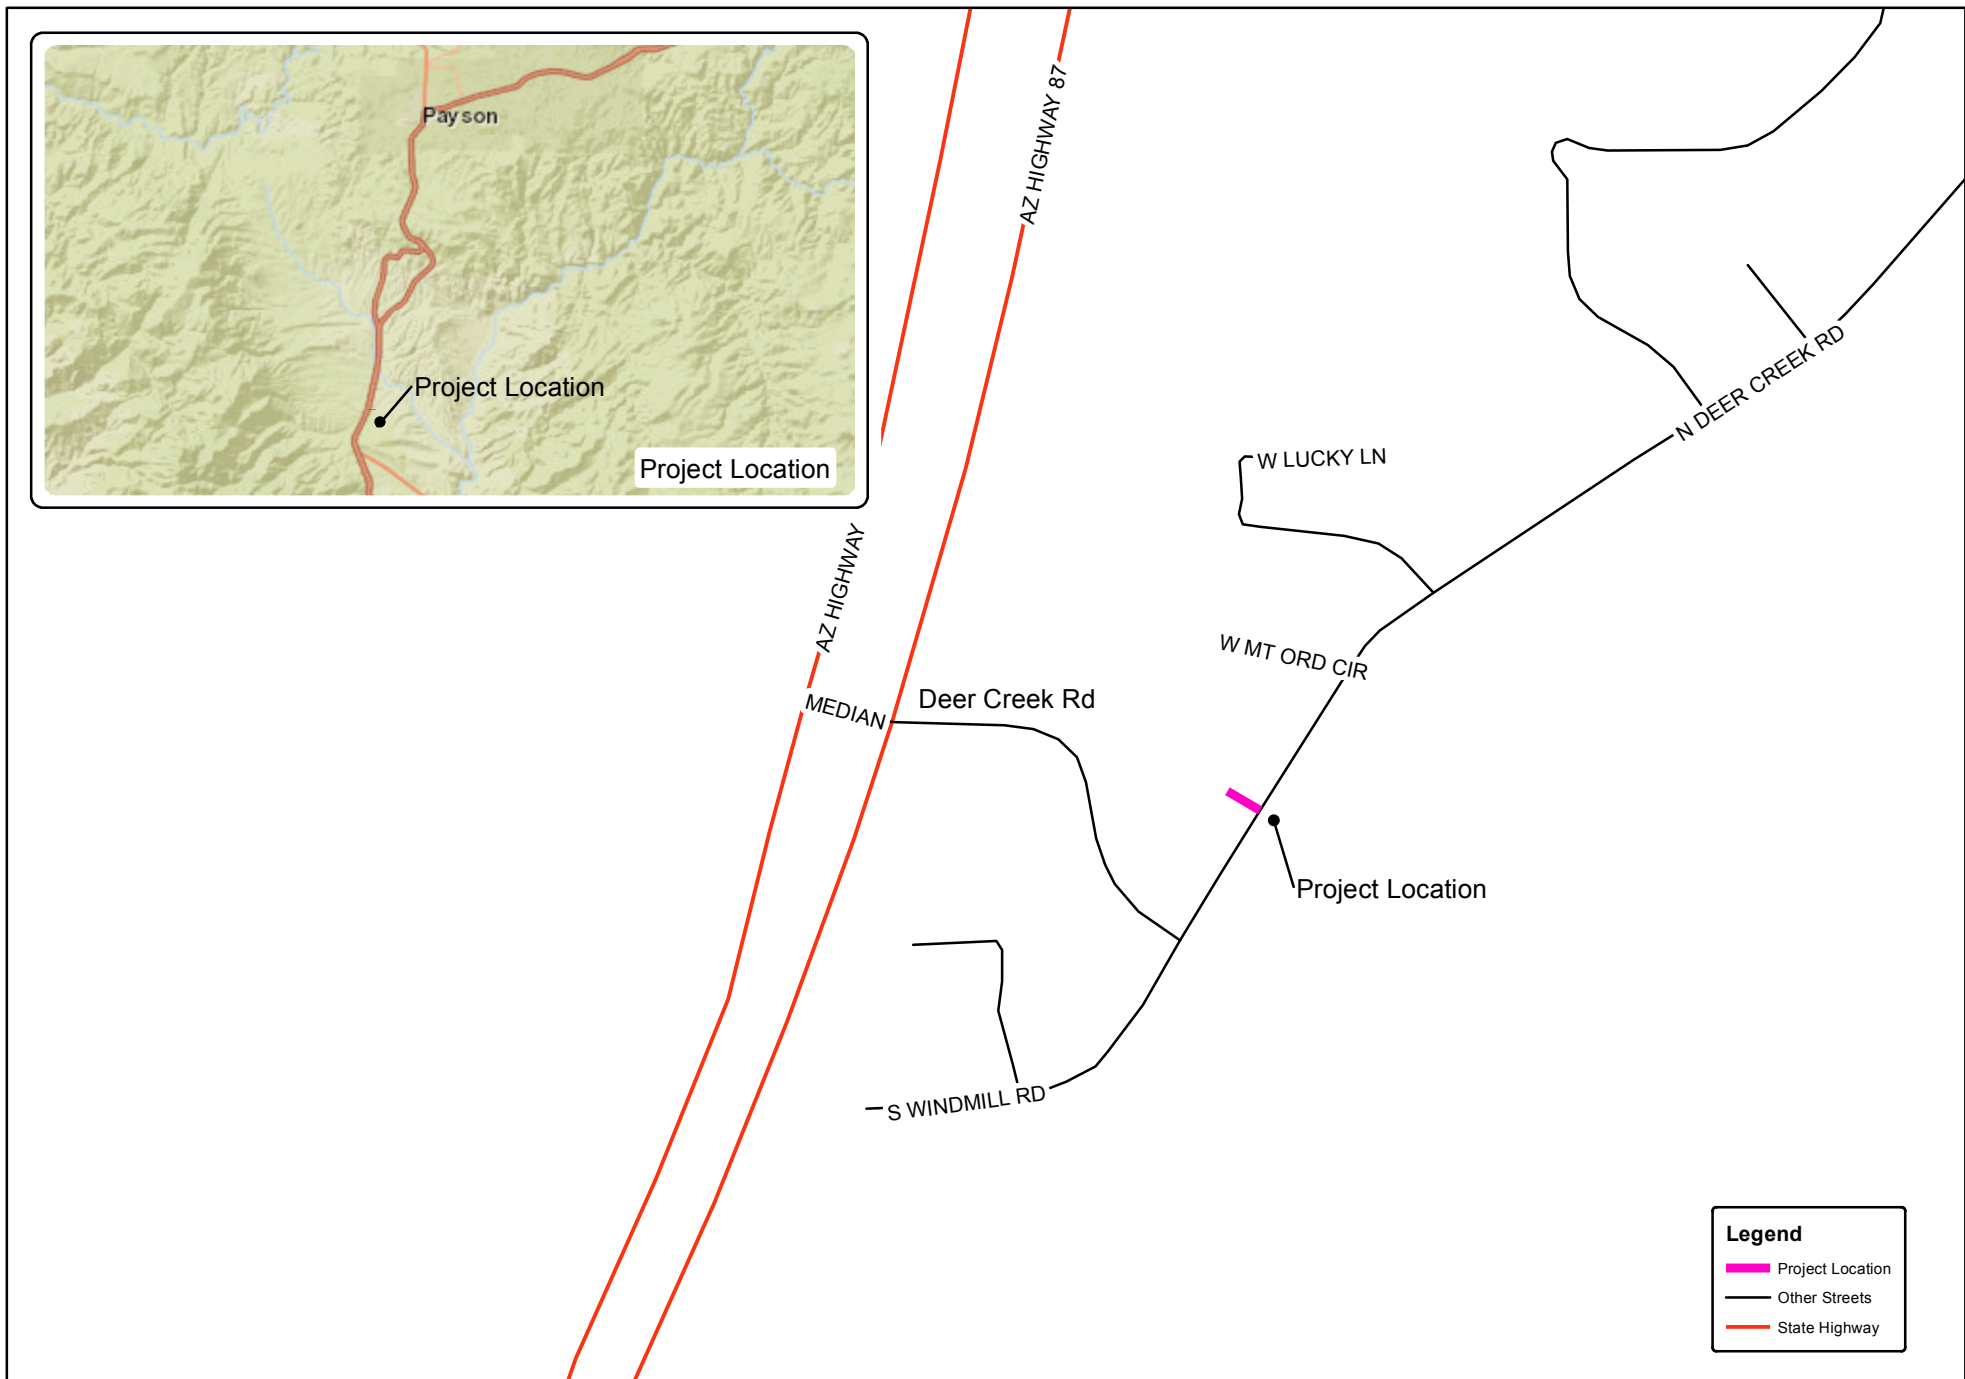 Payson
Project Location
Project Location
AZ HIGHWAY 87
N DEER CREEK RD
W LUCKY LN
AZ HIGHWAY
W MT ORD CIR
MEDIAN
Deer Creek Rd
Project Location
S WINDMILL RD
Legend
Project Location
Other Streets
State Highway